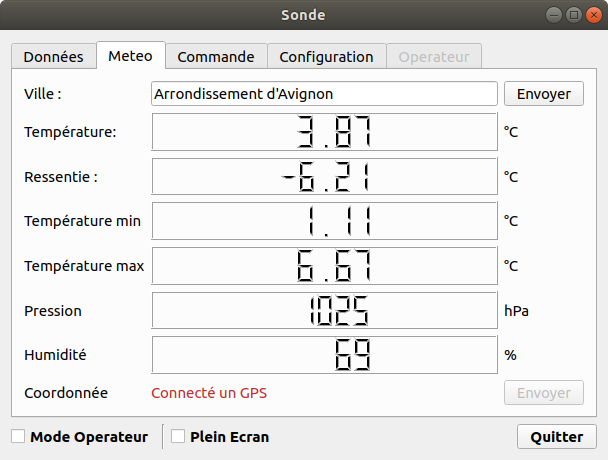 Sonde
Données Meteo Commande Configuration Operateur
Ville : Arrondissement d'Avignon Envoyer
Température: 3.87 °C
Ressentie : -6.21 °C
Température min 1.11 °C
Température max 6.67 °C
Pression 1025 hPa
Humidité 69 %
Coordonnée Connecté un GPS Envoyer
Mode Operateur Plein Ecran Quitter